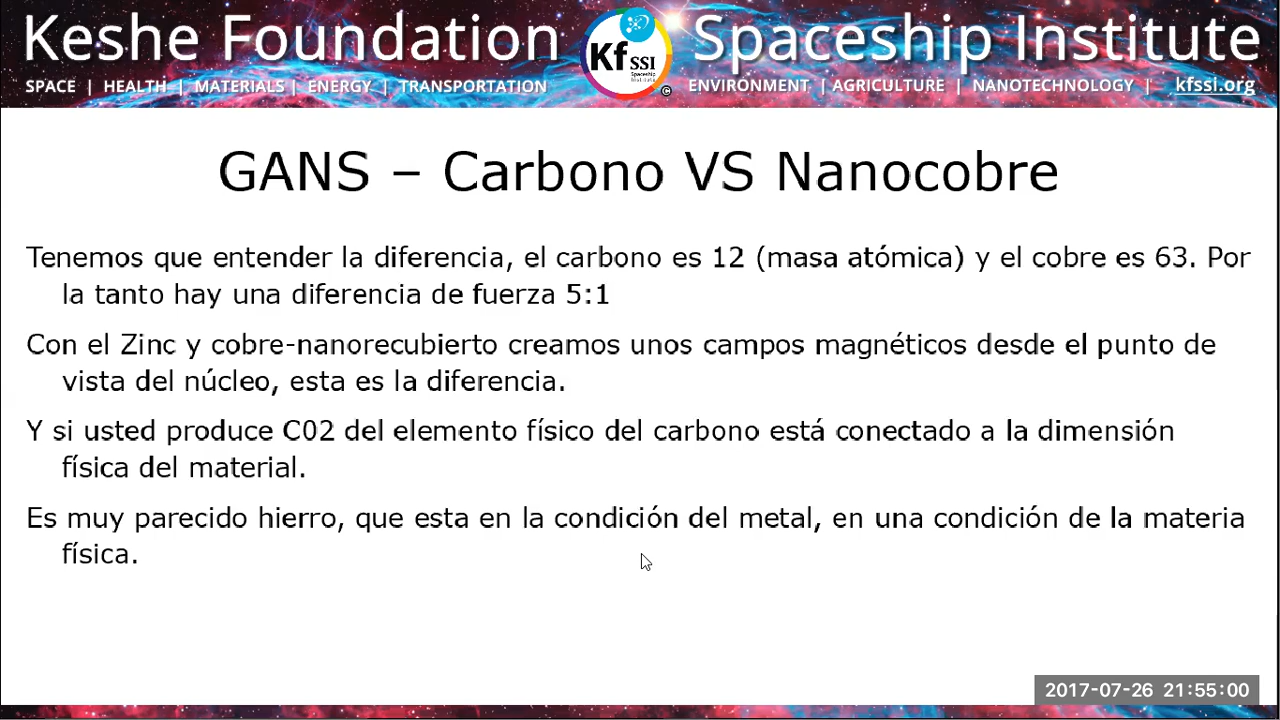 Keshe Foundation
Kf SSI
Spaceship
Institute
©
Spaceship Institute
SPACE | HEALTH | MATERIALS | ENERGY | TRANSPORTATION
ENVIRONMENT | AGRICULTURE | NANOTECHNOLOGY | kfssi.org
GANS – Carbono VS Nanocobre
Tenemos que entender la diferencia, el carbono es 12 (masa atómica) y el cobre es 63. Por
la tanto hay una diferencia de fuerza 5:1
Con el Zinc y cobre-nanorecubierto creamos unos campos magnéticos desde el punto de
vista del núcleo, esta es la diferencia.
Y si usted produce C02 del elemento físico del carbono está conectado a la dimensión
física del material.
Es muy parecido hierro, que esta en la condición del metal, en una condición de la materia
física.
2017-07-26 21:55:00